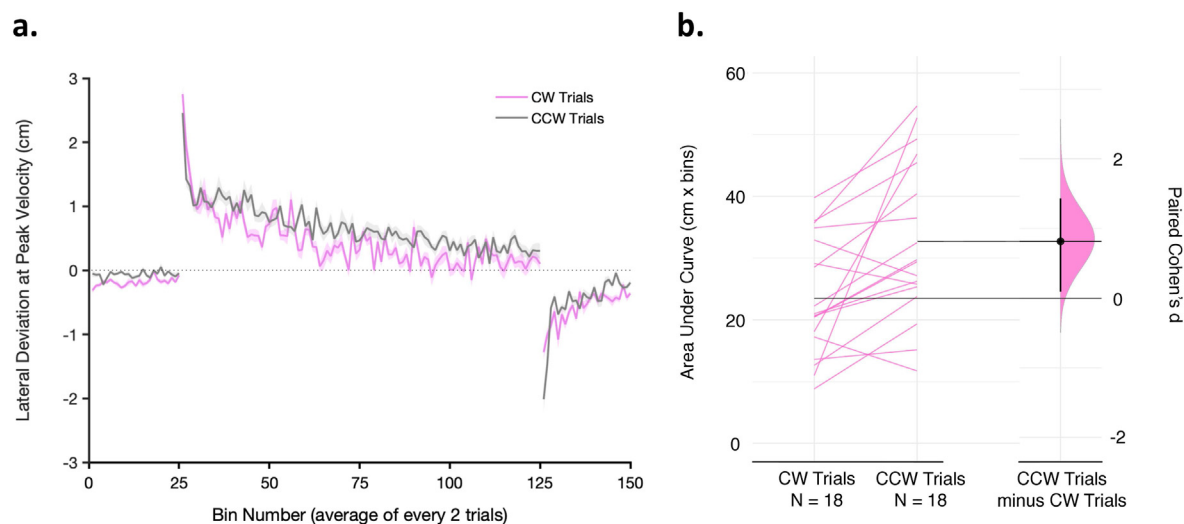 a.
Lateral Deviation at Peak Velocity (cm)
3
2
1
0
-1
-2
-3
CW Trials
CCW Trials
0
25
50
75
100
125
150
Bin Number (average of every 2 trials)
b.
Area Under Curve (cm x bins)
60
40
20
0
CW Trials
N = 18
CCW Trials
N = 18
CCW Trials
minus CW Trials
2
0
-2
Paired Cohen's d